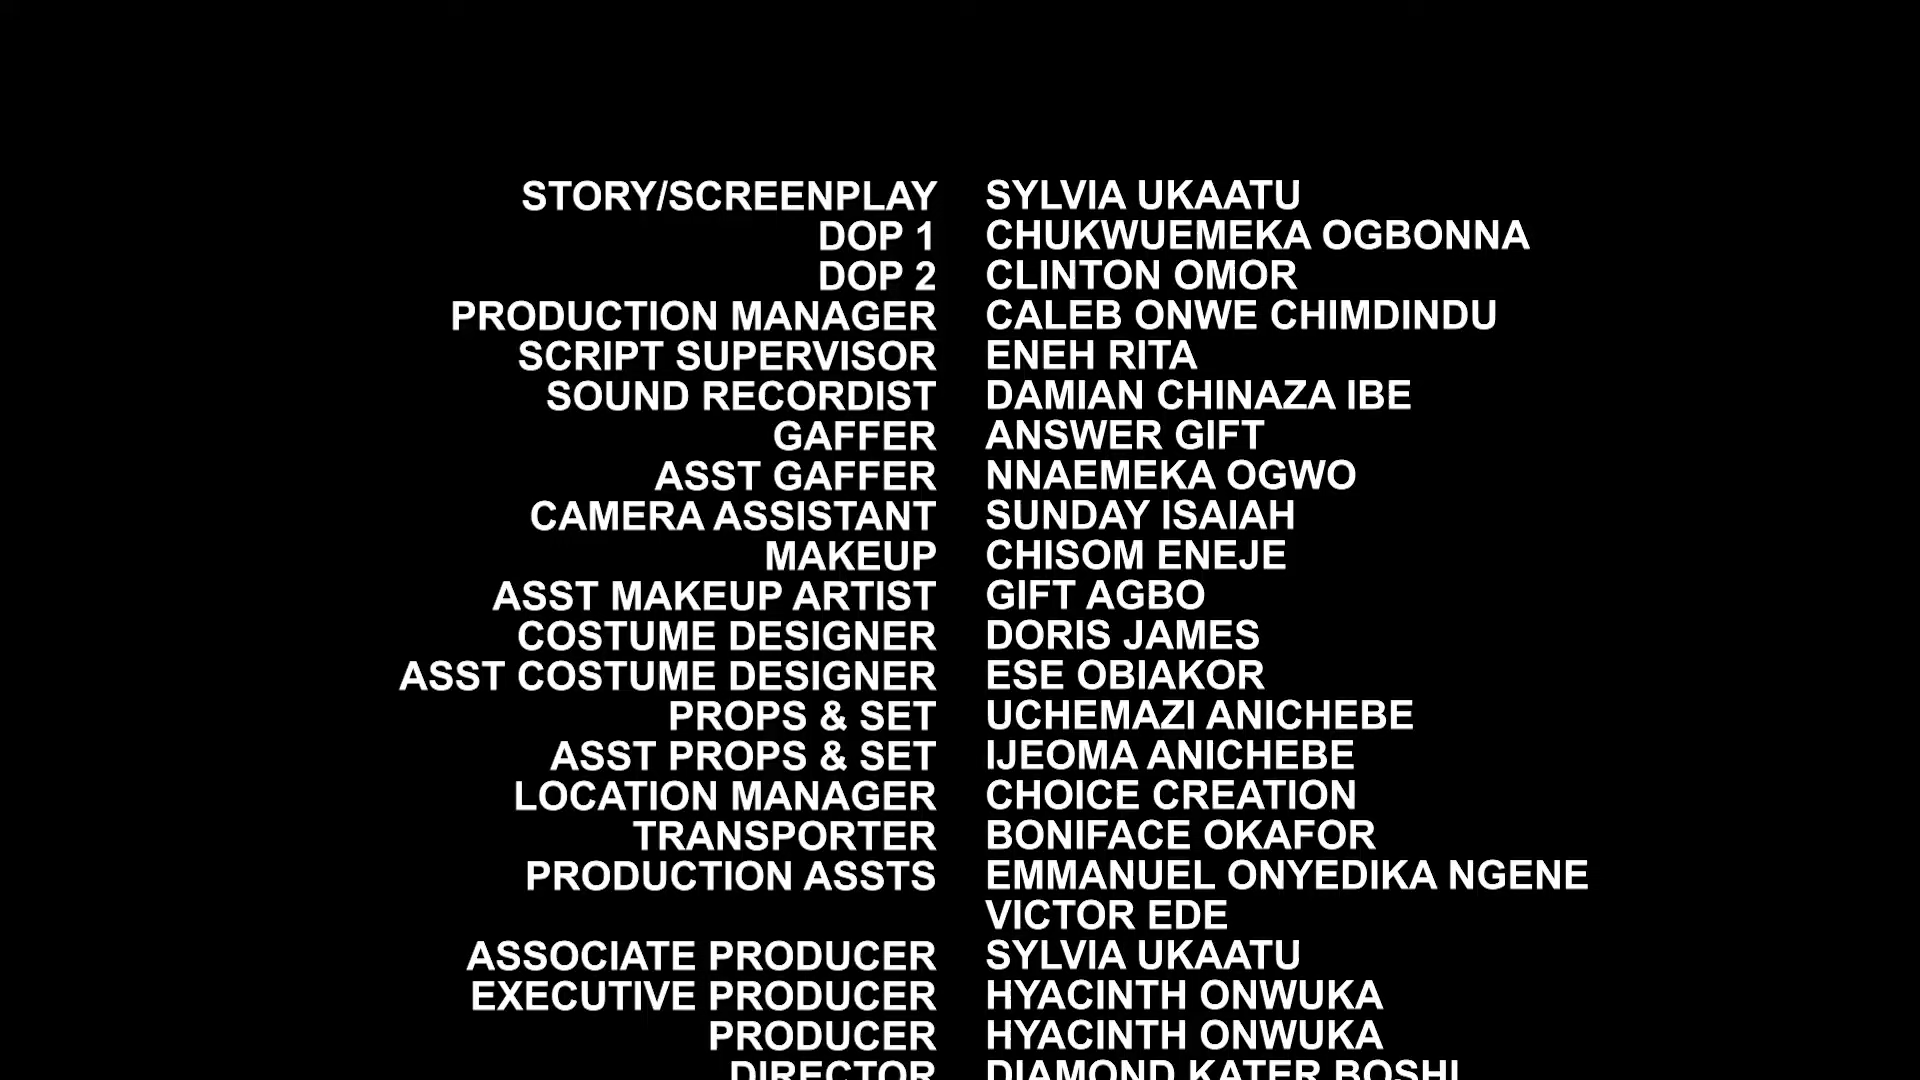 STORY/SCREENPLAY SYLVIA UKAATU
DOP 1 CHUKWUEMEKA OGBONNA
DOP 2 CLINTON OMOR
PRODUCTION MANAGER CALEB ONWE CHIMDINDU
SCRIPT SUPERVISOR ENEH RITA
SOUND RECORDIST DAMIAN CHINAZA IBE
GAFFER ANSWER GIFT
ASST GAFFER NNAEMEKA OGWO
CAMERA ASSISTANT SUNDAY ISAIAH
MAKEUP CHISOM ENEJE
ASST MAKEUP ARTIST GIFT AGBO
COSTUME DESIGNER DORIS JAMES
ASST COSTUME DESIGNER ESE OBIAKOR
PROPS & SET UCHEMAZI ANICHEBE
ASST PROPS & SET IJEOMA ANICHEBE
LOCATION MANAGER CHOICE CREATION
TRANSPORTER BONIFACE OKAFOR
PRODUCTION ASSTS EMMANUEL ONYEDIKA NGENE
VICTOR EDE
ASSOCIATE PRODUCER SYLVIA UKAATU
EXECUTIVE PRODUCER HYACINTH ONWUKA
PRODUCER HYACINTH ONWUKA
DIRECTOR DIAMOND KATER BOSHI